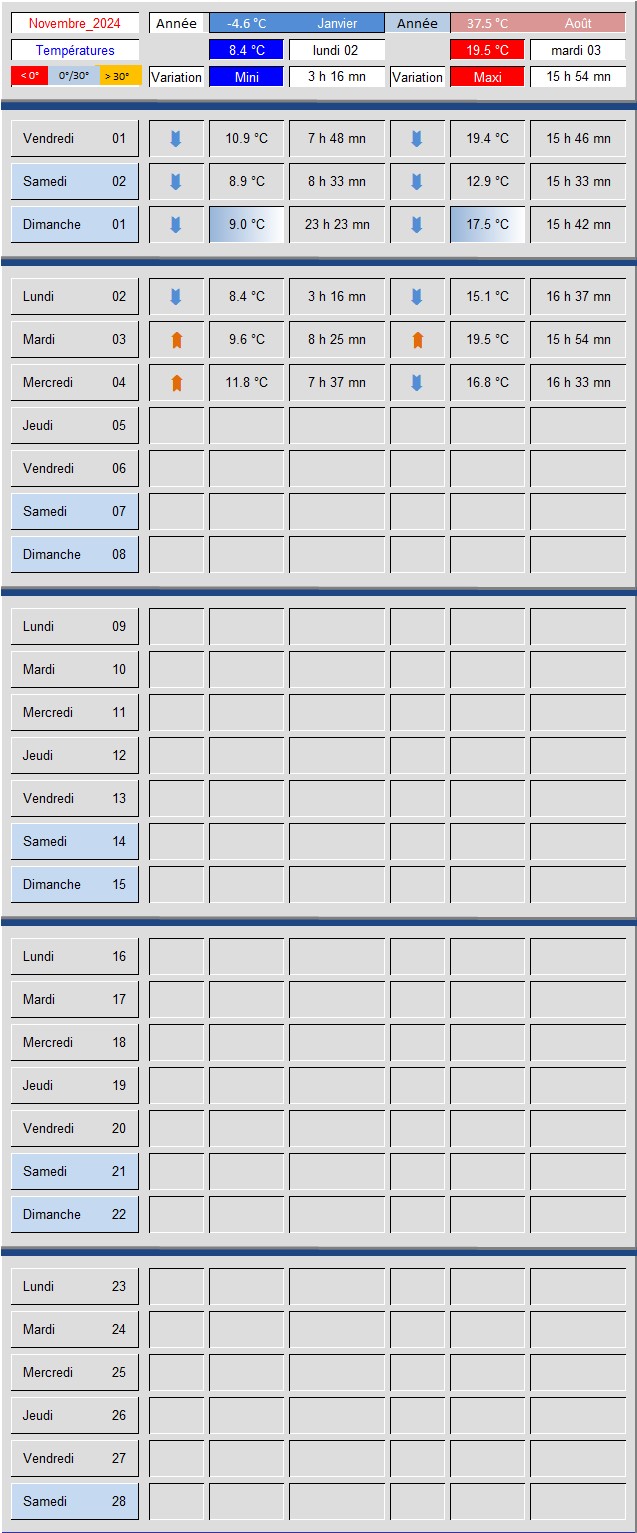 Novembre_2024 Année -4.6 °C Janvier Année 37.5 °C Août
Températures 8.4 °C lundi 02 19.5 °C mardi 03
< 0° 0°/30° > 30° Variation Mini 3 h 16 mn Variation Maxi 15 h 54 mn
Vendredi 01 10.9 °C 7 h 48 mn 19.4 °C 15 h 46 mn
Samedi 02 8.9 °C 8 h 33 mn 12.9 °C 15 h 33 mn
Dimanche 01 9.0 °C 23 h 23 mn 17.5 °C 15 h 42 mn
Lundi 02 8.4 °C 3 h 16 mn 15.1 °C 16 h 37 mn
Mardi 03 9.6 °C 8 h 25 mn 19.5 °C 15 h 54 mn
Mercredi 04 11.8 °C 7 h 37 mn 16.8 °C 16 h 33 mn
Jeudi 05
Vendredi 06
Samedi 07
Dimanche 08
Lundi 09
Mardi 10
Mercredi 11
Jeudi 12
Vendredi 13
Samedi 14
Dimanche 15
Lundi 16
Mardi 17
Mercredi 18
Jeudi 19
Vendredi 20
Samedi 21
Dimanche 22
Lundi 23
Mardi 24
Mercredi 25
Jeudi 26
Vendredi 27
Samedi 28